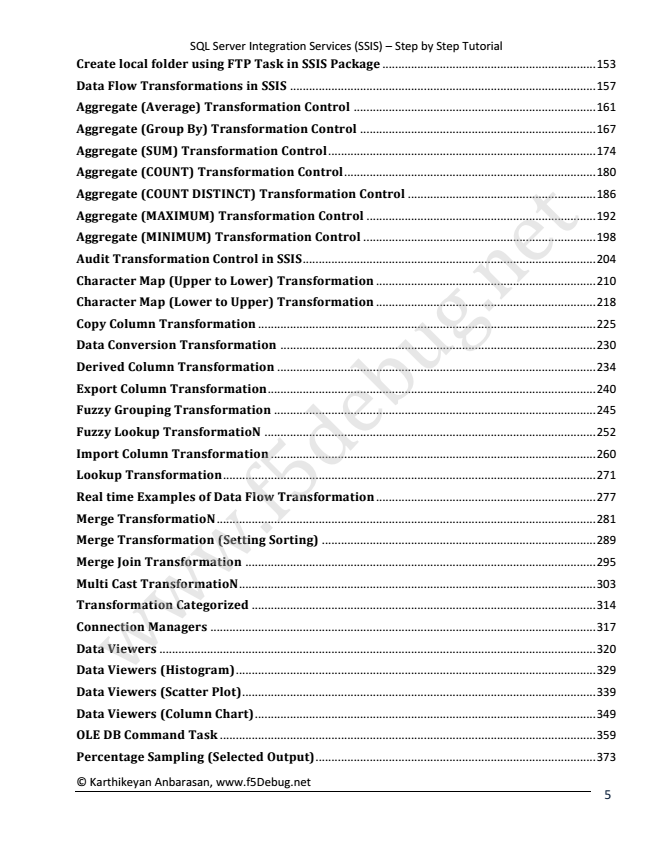 SQL Server Integration Services (SSIS) – Step by Step Tutorial
Create local folder using FTP Task in SSIS Package ........ 153
Data Flow Transformations in SSIS ........ 157
Aggregate (Average) Transformation Control ........ 161
Aggregate (Group By) Transformation Control ........ 167
Aggregate (SUM) Transformation Control ........ 174
Aggregate (COUNT) Transformation Control ........ 180
Aggregate (COUNT DISTINCT) Transformation Control ........ 186
Aggregate (MAXIMUM) Transformation Control ........ 192
Aggregate (MINIMUM) Transformation Control ........ 198
Audit Transformation Control in SSIS ........ 204
Character Map (Upper to Lower) Transformation ........ 210
Character Map (Lower to Upper) Transformation ........ 218
Copy Column Transformation ........ 225
Data Conversion Transformation ........ 230
Derived Column Transformation ........ 234
Export Column Transformation ........ 240
Fuzzy Grouping Transformation ........ 245
Fuzzy Lookup TransformatioN ........ 252
Import Column Transformation ........ 260
Lookup Transformation ........ 271
Real time Examples of Data Flow Transformation ........ 277
Merge TransformatioN ........ 281
Merge Transformation (Setting Sorting) ........ 289
Merge Join Transformation ........ 295
Multi Cast TransformatioN ........ 303
Transformation Categorized ........ 314
Connection Managers ........ 317
Data Viewers ........ 320
Data Viewers (Histogram) ........ 329
Data Viewers (Scatter Plot) ........ 339
Data Viewers (Column Chart) ........ 349
OLE DB Command Task ........ 359
Percentage Sampling (Selected Output) ........ 373
© Karthikeyan Anbarasan, www.f5Debug.net
5
www.f5debug.net